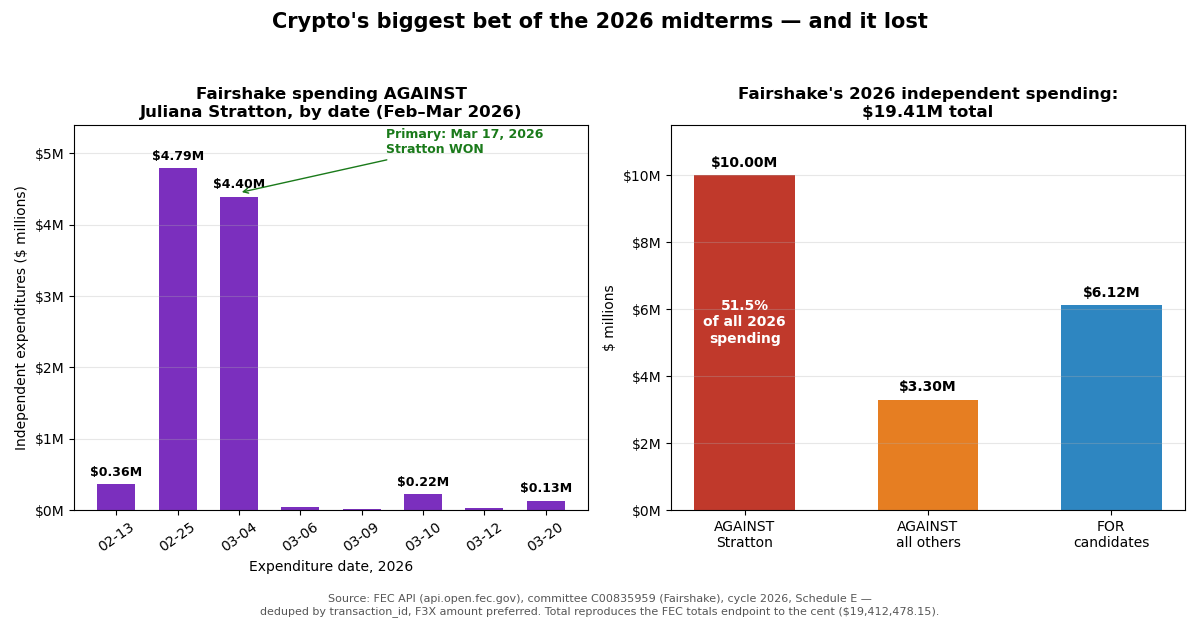 Crypto's biggest bet of the 2026 midterms — and it lost
Fairshake spending AGAINST
Juliana Stratton, by date (Feb–Mar 2026)
Primary: Mar 17, 2026
Stratton WON
Independent expenditures ($ millions)
$5M
$4M
$3M
$2M
$1M
$0M
$0.36M
$4.79M
$4.40M
$0.22M
$0.13M
02-13
02-25
03-04
03-06
03-09
03-10
03-12
03-20
Expenditure date, 2026
Fairshake's 2026 independent spending:
$19.41M total
$ millions
$10M
$8M
$6M
$4M
$2M
$0M
$10.00M
51.5%
of all 2026
spending
$3.30M
$6.12M
AGAINST
Stratton
AGAINST
all others
FOR
candidates
Source: FEC API (api.open.fec.gov), committee C00835959 (Fairshake), cycle 2026, Schedule E —
deduped by transaction_id, F3X amount preferred. Total reproduces the FEC totals endpoint to the cent ($19,412,478.15).